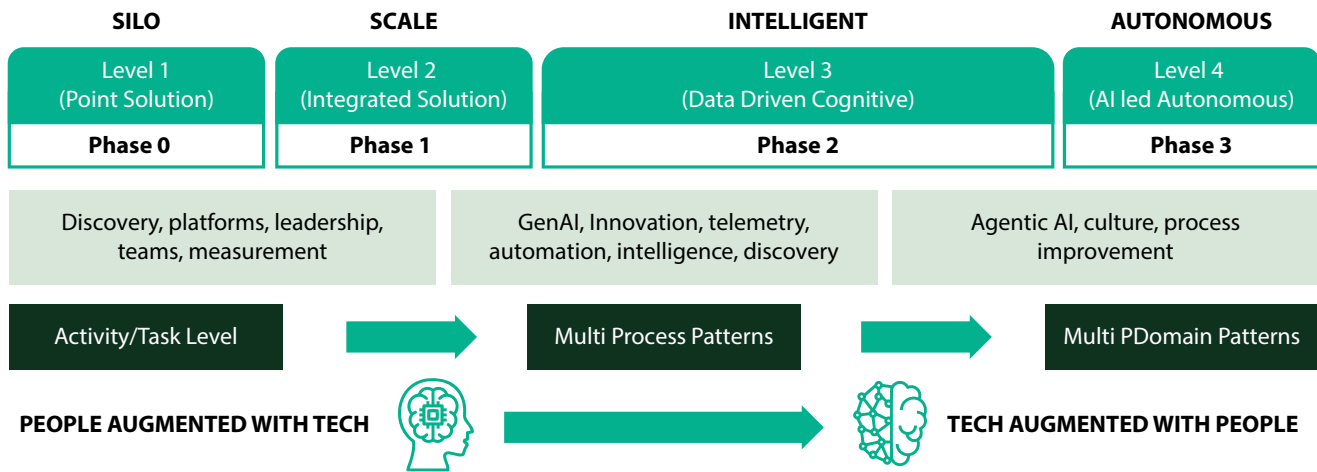 SILO
SCALE
INTELLIGENT
AUTONOMOUS
Level 1
(Point Solution)
Level 2
(Integrated Solution)
Level 3
(Data Driven Cognitive)
Level 4
(AI led Autonomous)
Phase 0
Phase 1
Phase 2
Phase 3
Discovery, platforms, leadership,
teams, measurement
GenAI, Innovation, telemetry,
automation, intelligence, discovery
Agentic AI, culture, process
improvement
Activity/Task Level
Multi Process Patterns
Multi PDomain Patterns
PEOPLE AUGMENTED WITH TECH
TECH AUGMENTED WITH PEOPLE